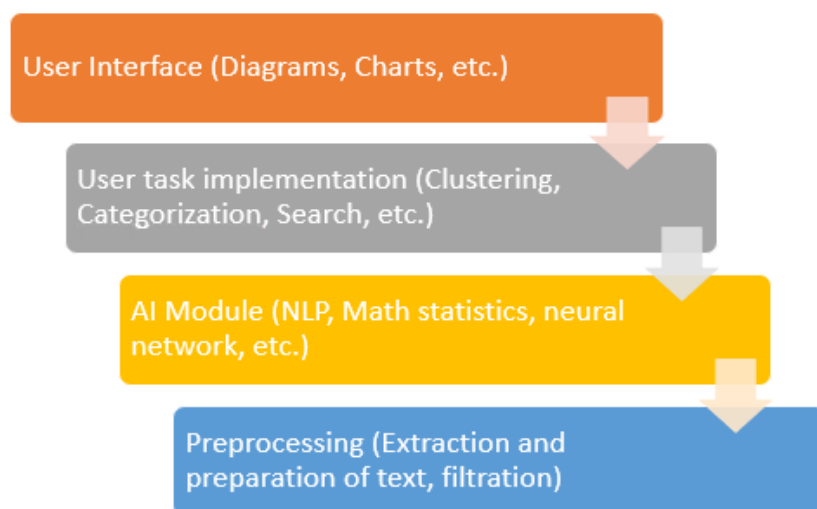 User Interface (Diagrams, Charts, etc.)
User task implementation (Clustering,
Categorization, Search, etc.)
AI Module (NLP, Math statistics, neural
network, etc.)
Preprocessing (Extraction and
preparation of text, filtration)